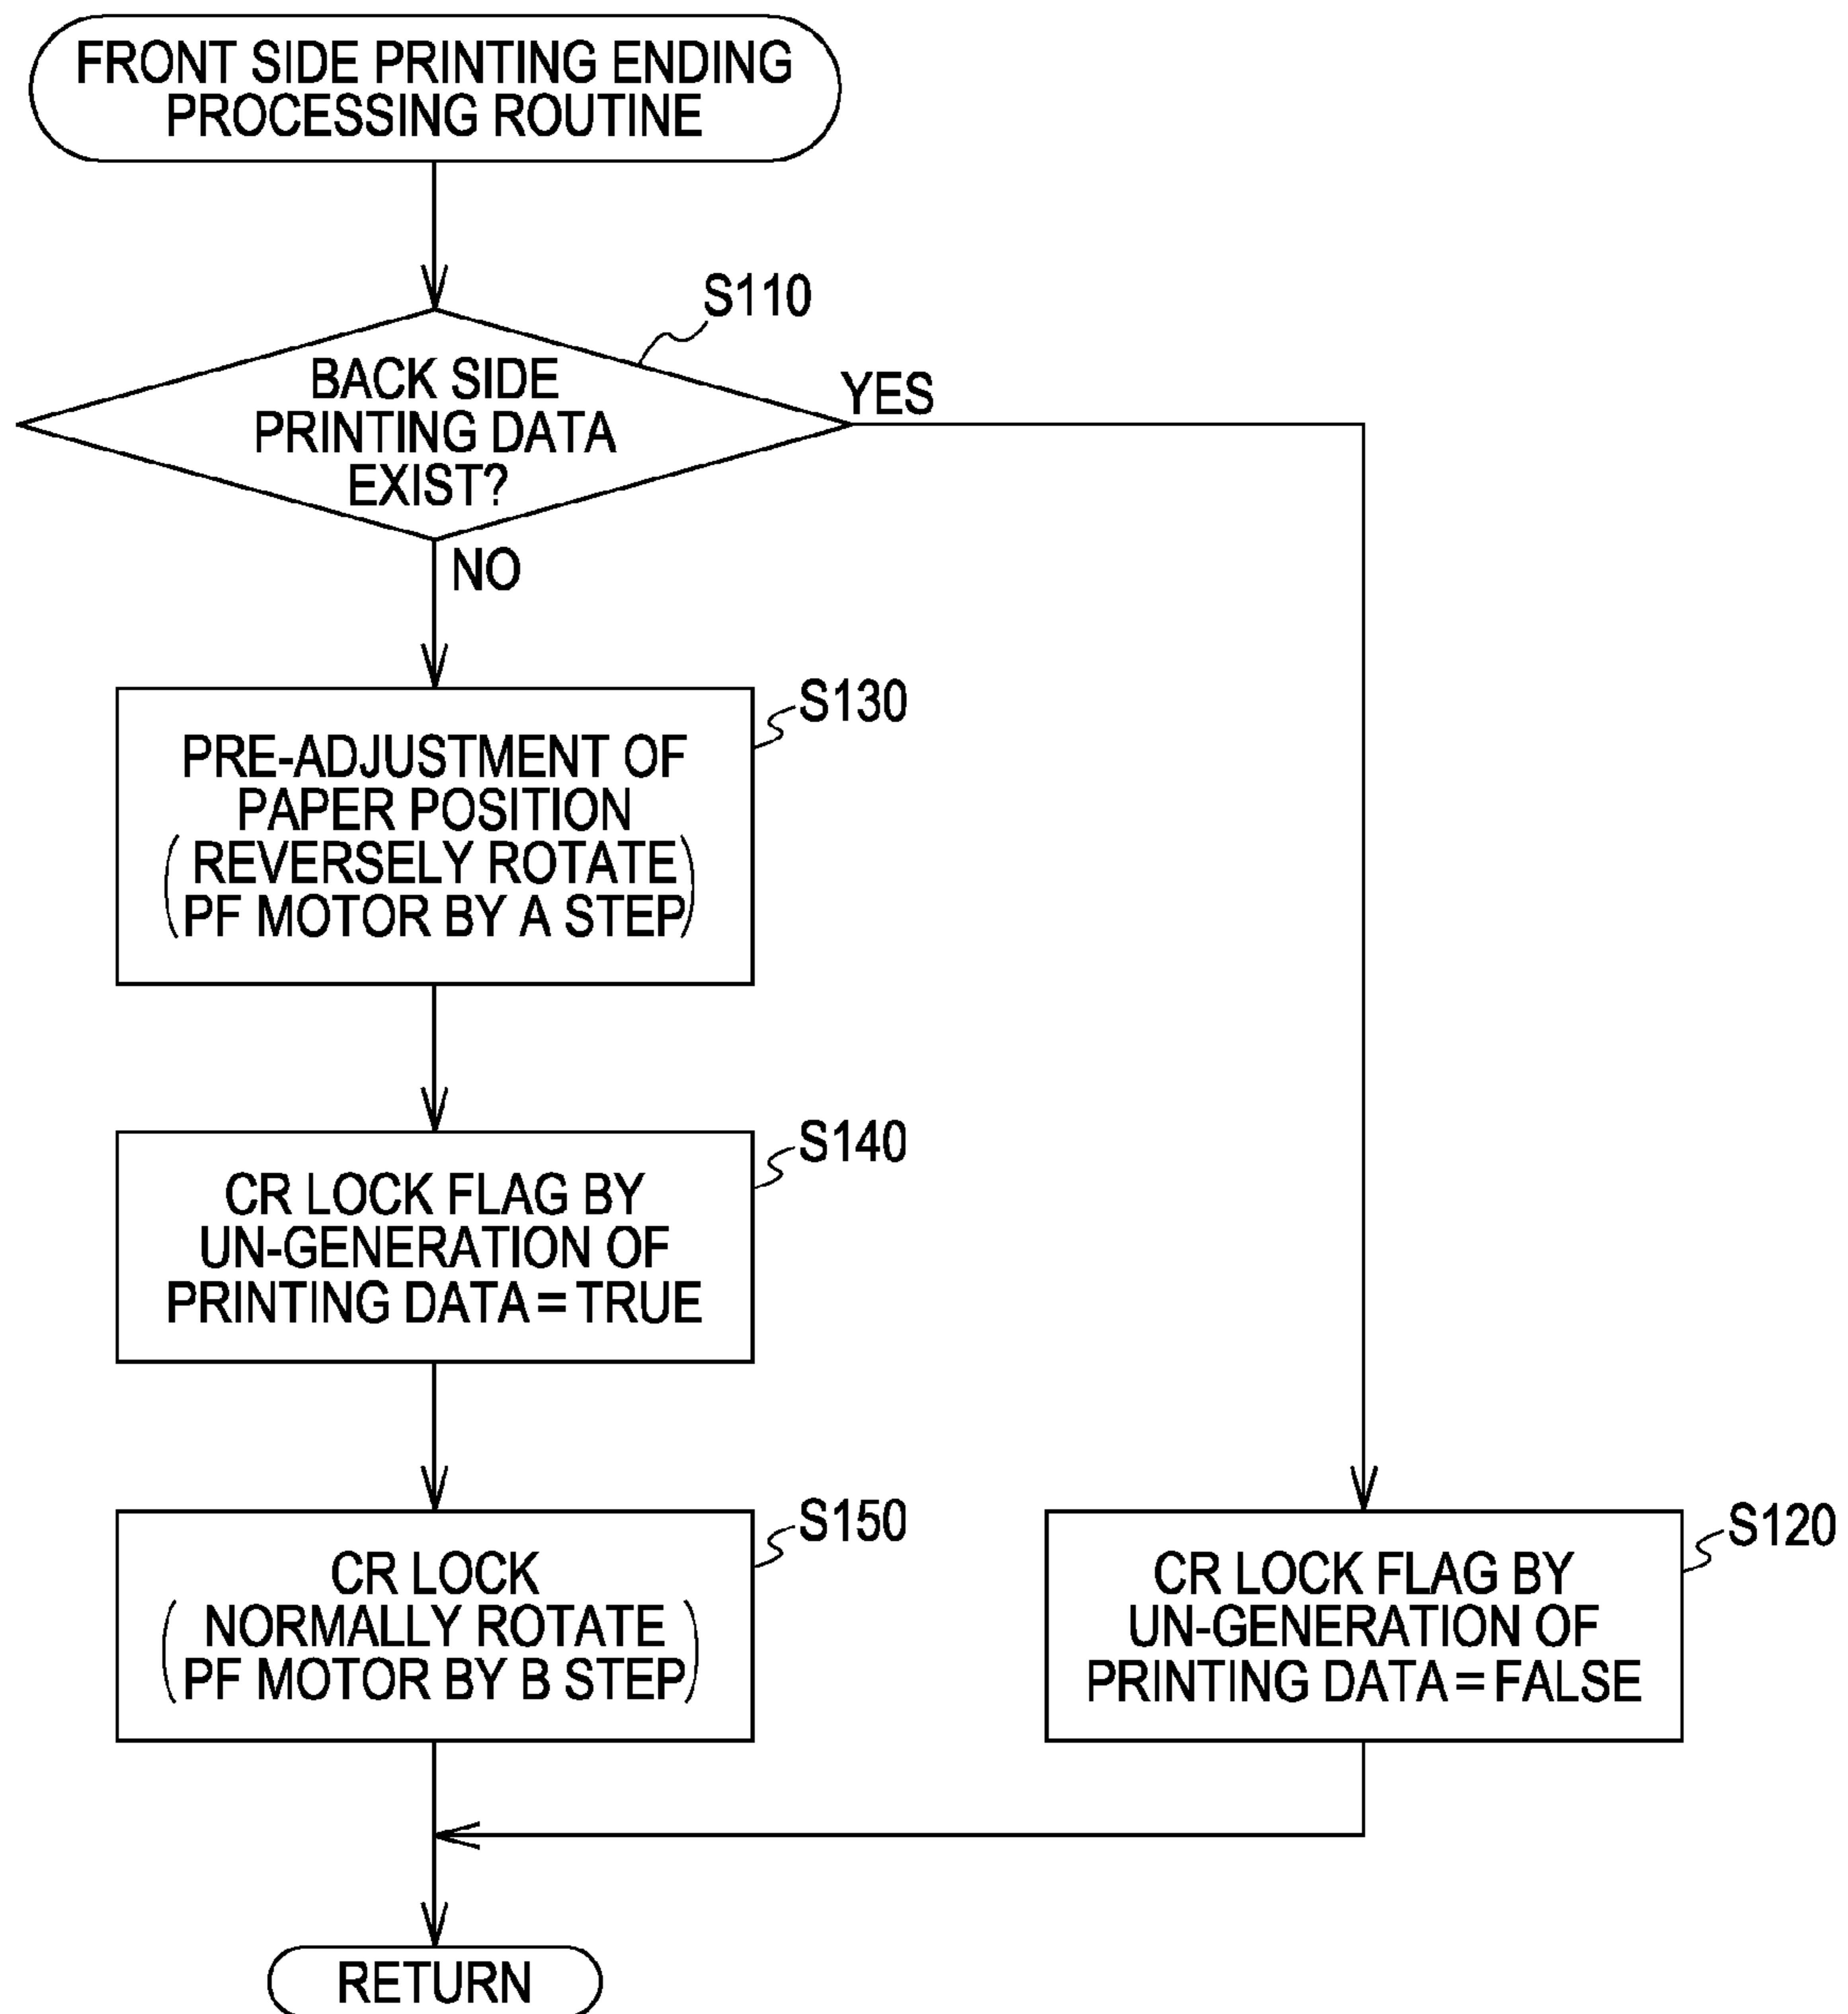 FRONT SIDE PRINTING ENDING
PROCESSING ROUTINE
S110
BACK SIDE
PRINTING DATA
EXIST?
YES
NO
S130
PRE-ADJUSTMENT OF
PAPER POSITION
(REVERSELY ROTATE
PF MOTOR BY A STEP)
S140
CR LOCK FLAG BY
UN-GENERATION OF
PRINTING DATA=TRUE
S150
CR LOCK
(NORMALLY ROTATE
PF MOTOR BY B STEP)
S120
CR LOCK FLAG BY
UN-GENERATION OF
PRINTING DATA=FALSE
RETURN